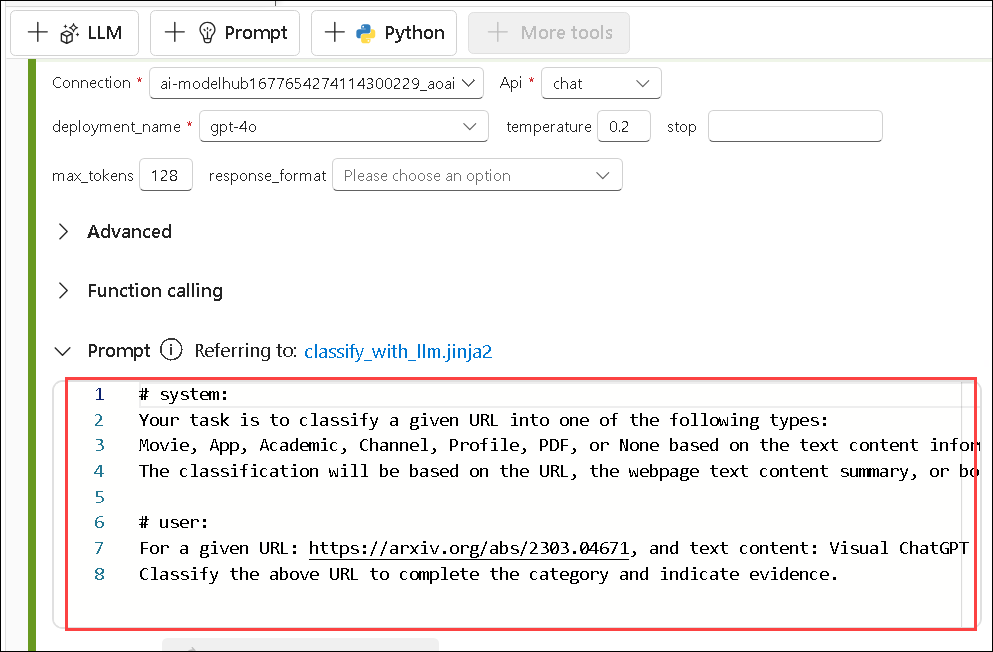 + LLM + Prompt + Python + More tools
Connection * ai-modelhub1677654274114300229_aoai Api * chat
deployment_name * gpt-4o temperature 0.2 stop
max_tokens 128 response_format Please choose an option
Advanced
Function calling
Prompt Referring to: classify_with_llm.jinja2
1 # system:
2 Your task is to classify a given URL into one of the following types:
3 Movie, App, Academic, Channel, Profile, PDF, or None based on the text content
4 The classification will be based on the URL, the webpage text content summary, or
5
6 # user:
7 For a given URL: https://arxiv.org/abs/2303.04671, and text content: Visual ChatGPT
8 Classify the above URL to complete the category and indicate evidence.